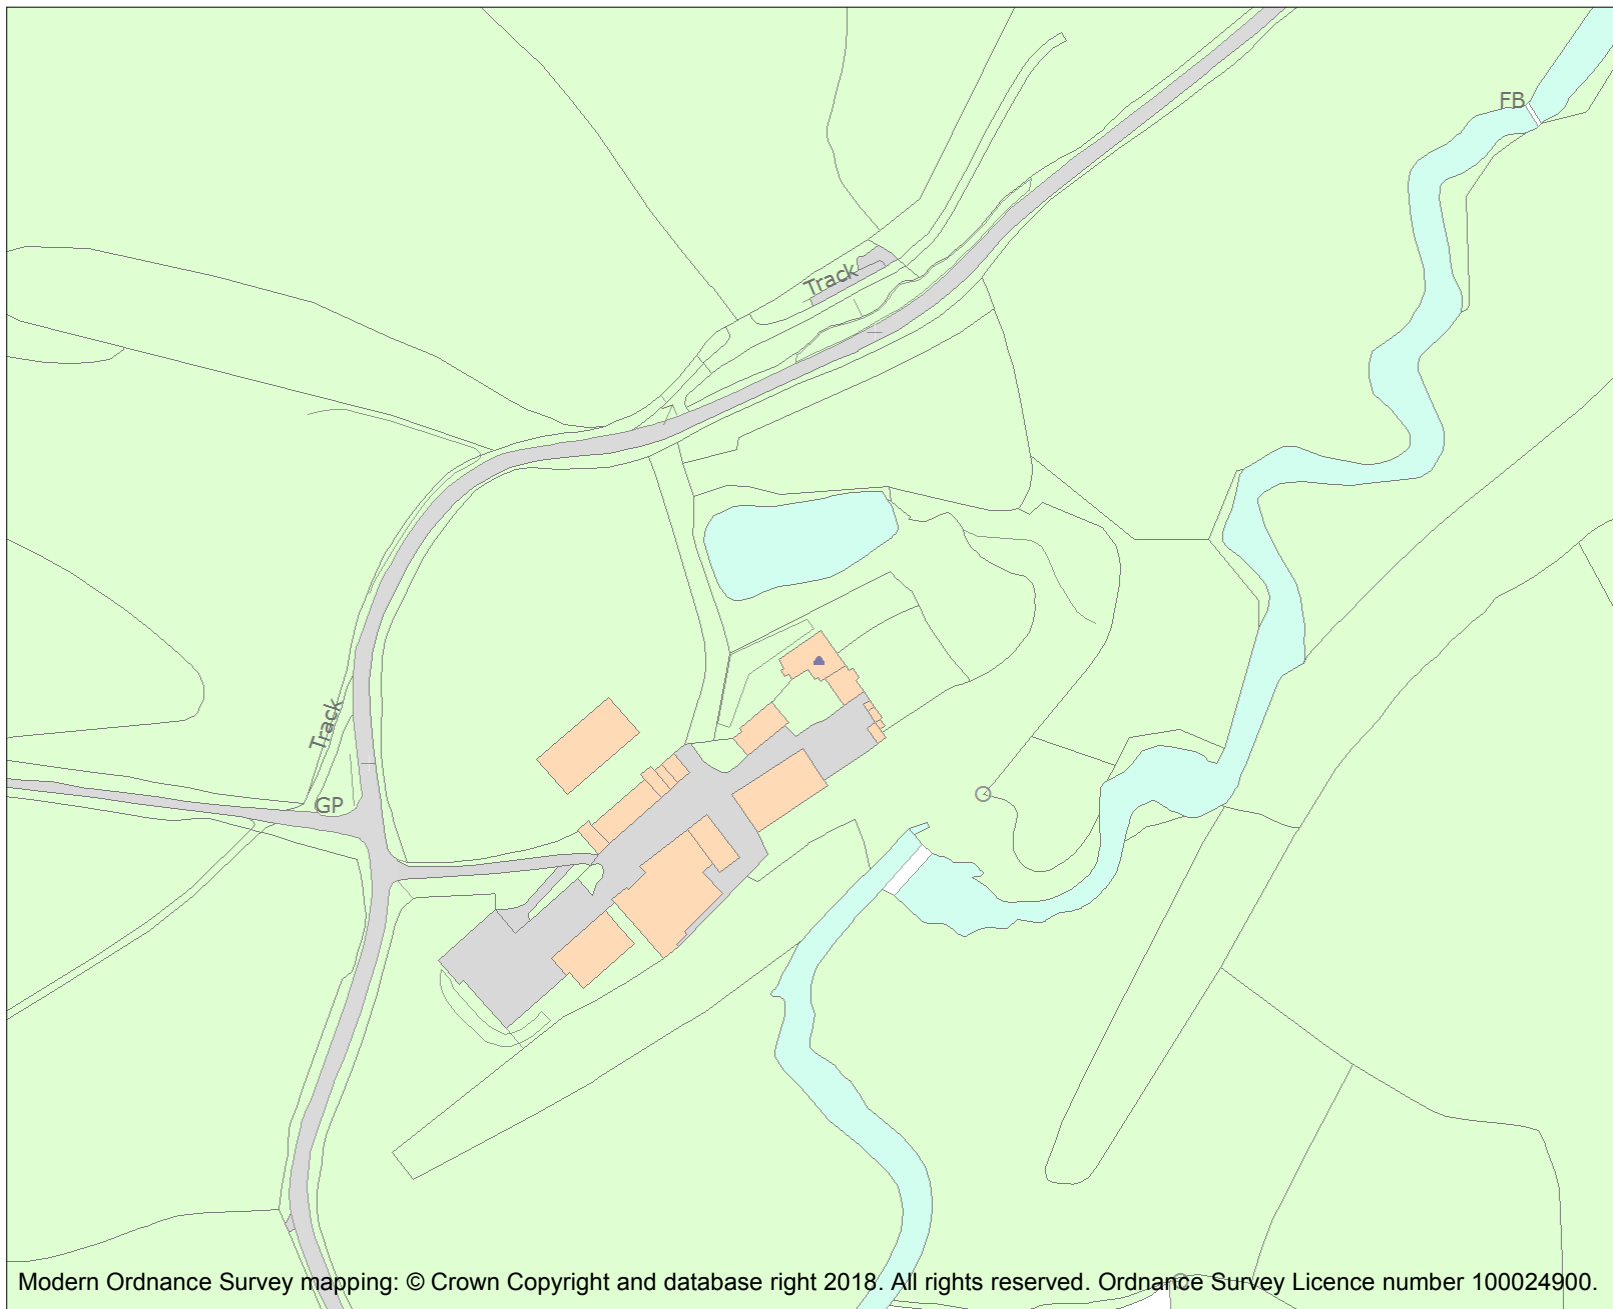 FB
Track
Track
GP
Modern Ordnance Survey mapping: © Crown Copyright and database right 2018. All rights reserved. Ordnance Survey Licence number 100024900.